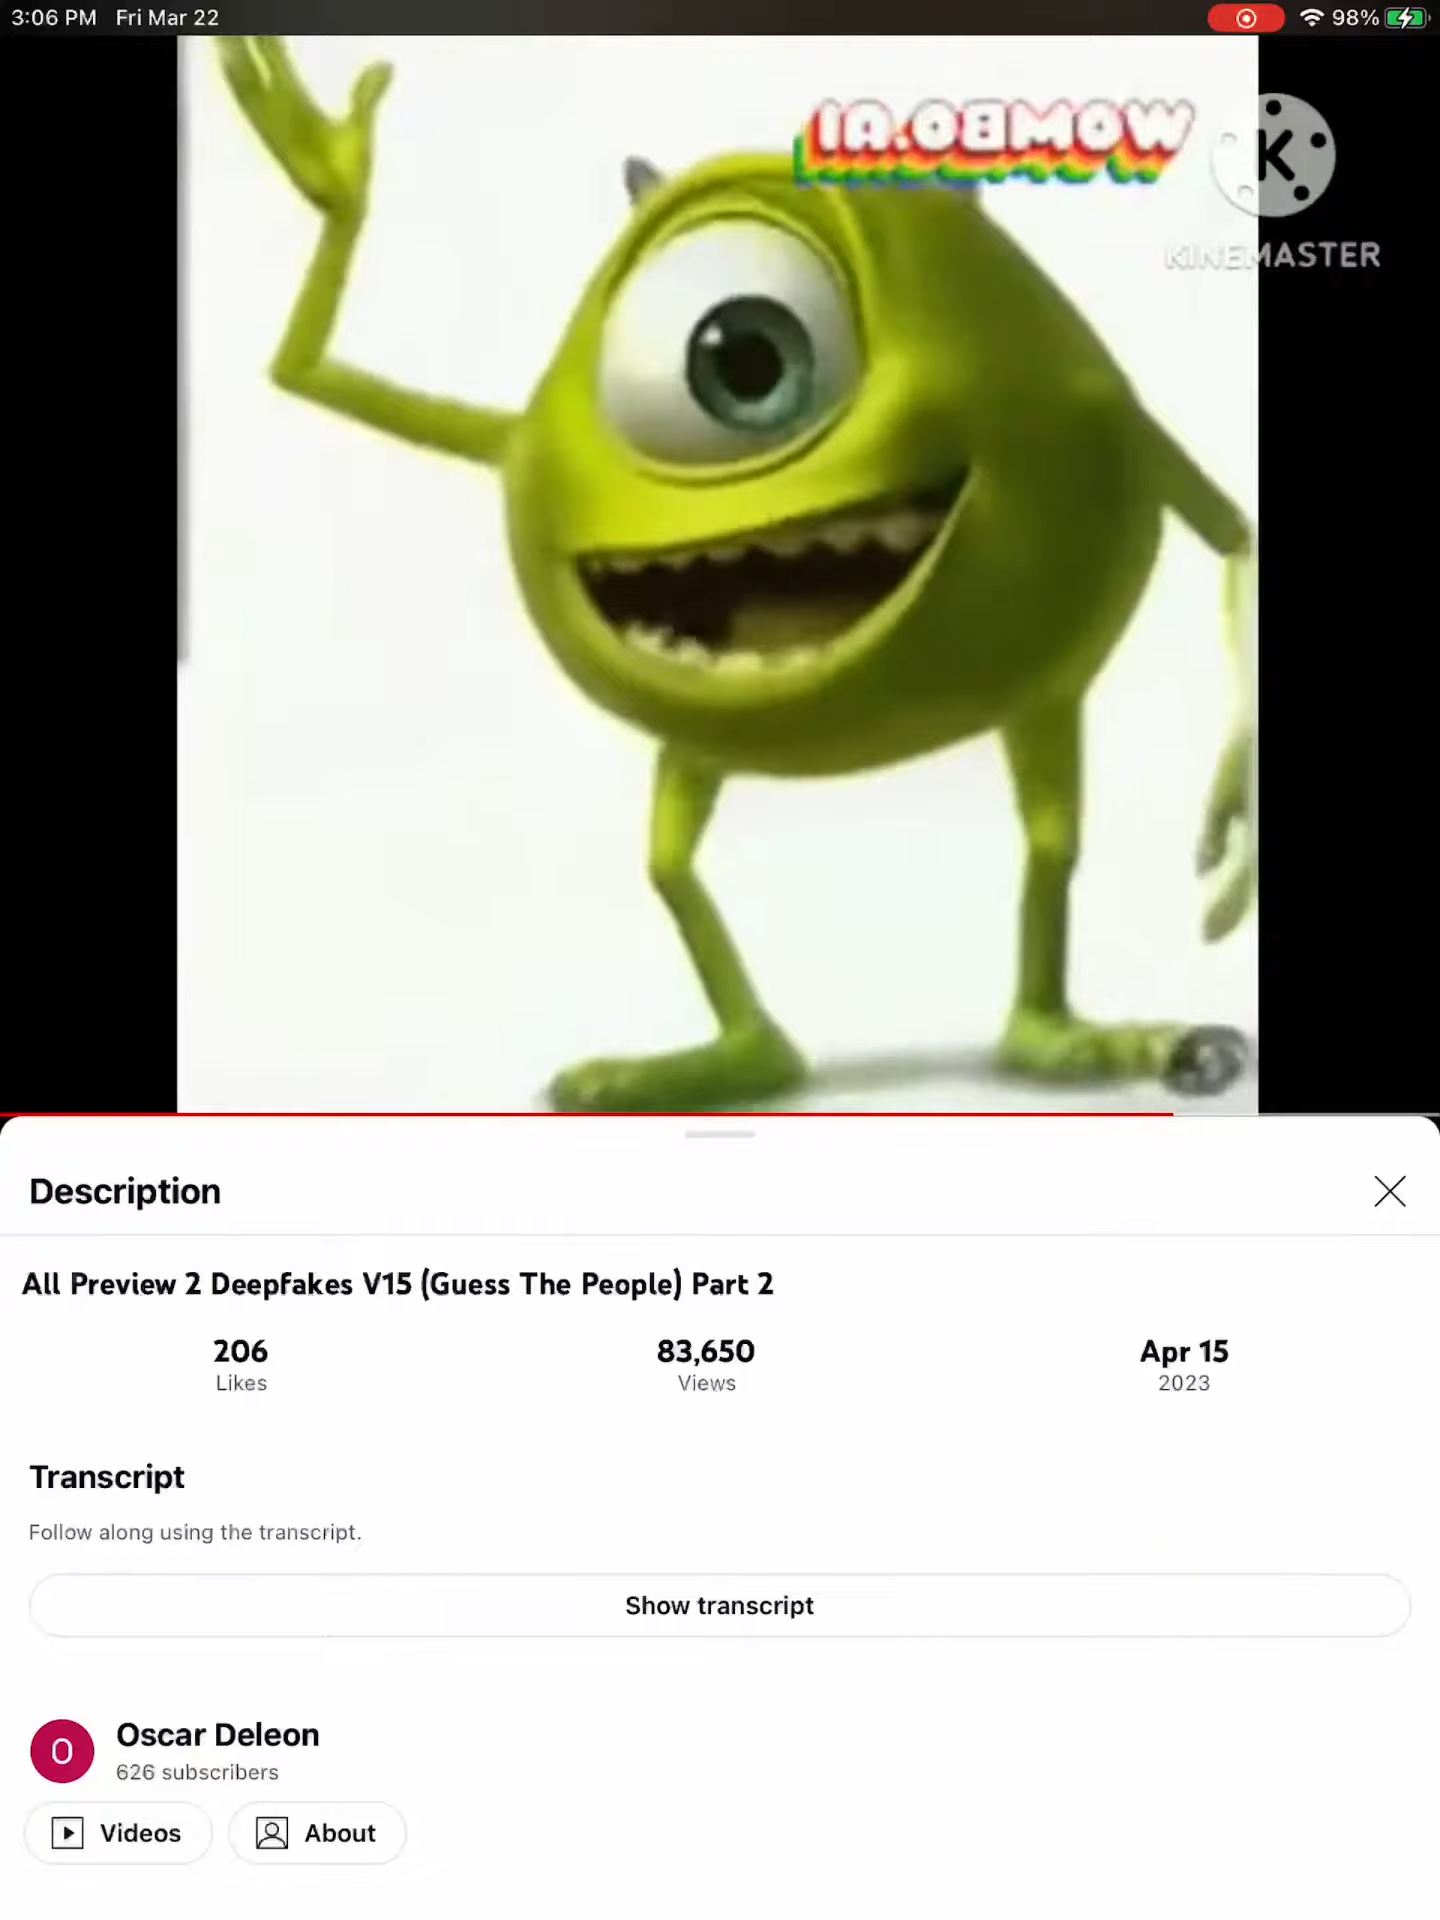 3:06 PM Fri Mar 22
98%
WOMBO.AI
K
KINEMASTER
Description
All Preview 2 Deepfakes V15 (Guess The People) Part 2
206
Likes
83,650
Views
Apr 15
2023
Transcript
Follow along using the transcript.
Show transcript
O
Oscar Deleon
626 subscribers
Videos
About